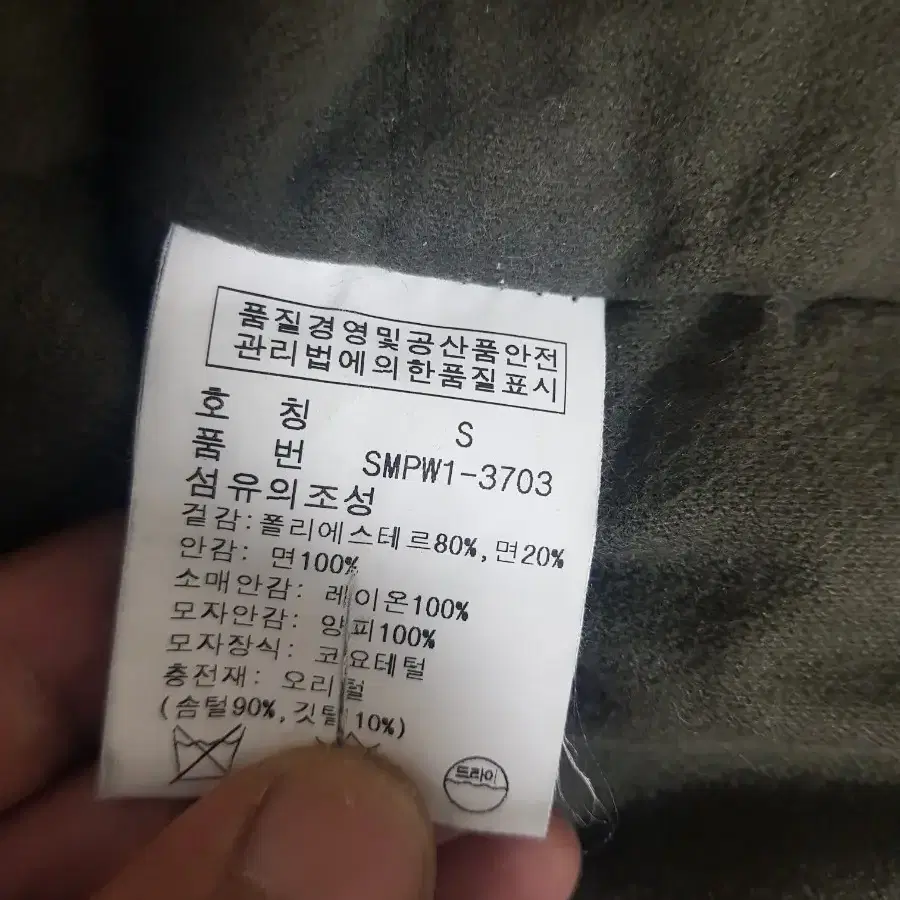 품질경영및공산품안전
관리법에의한품질표시
호 칭 S
품 번 SMPW1-3703
섬유의조성
겉감:폴리에스테르80%,면20%
안감: 면100%
소매안감: 레이온100%
모자안감: 양피100%
모자장식: 코요테털
충전재: 오리털
(솜털90%,깃털10%)
드라이